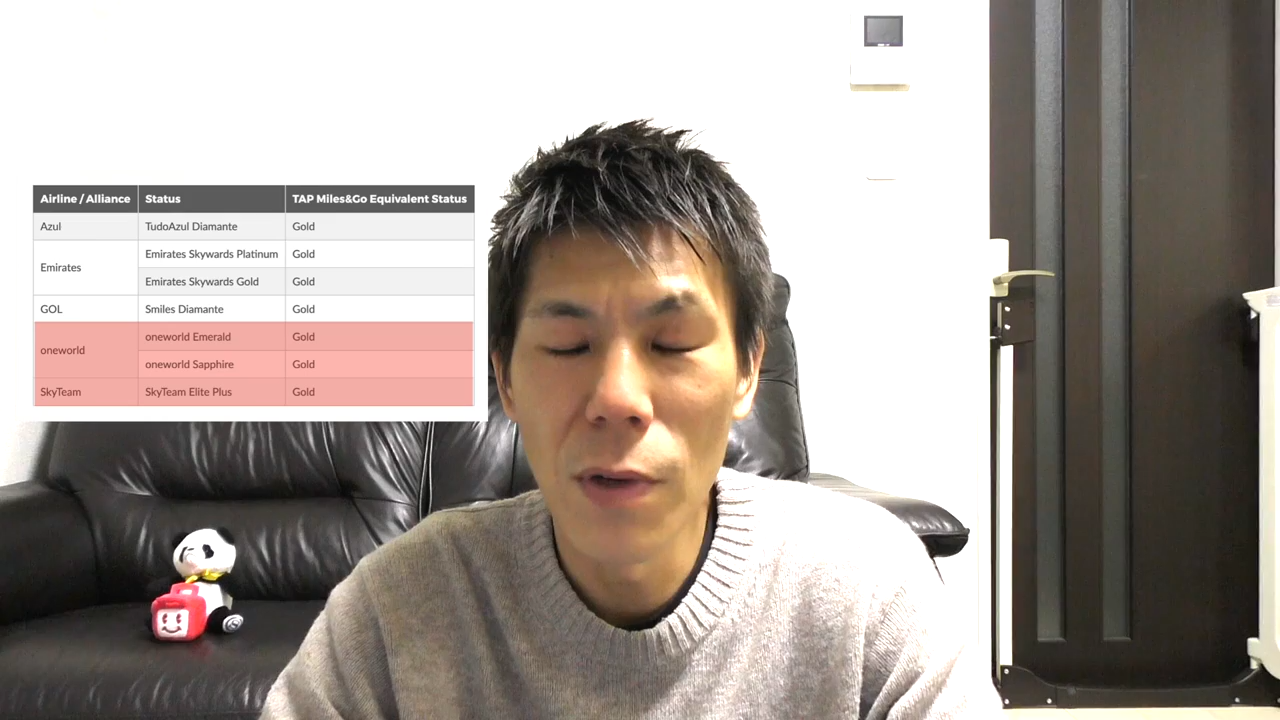 Airline / Alliance Status TAP Miles&Go Equivalent Status
Azul TudoAzul Diamante Gold
Emirates Emirates Skywards Platinum Gold
Emirates Skywards Gold Gold
GOL Smiles Diamante Gold
oneworld oneworld Emerald Gold
oneworld Sapphire Gold
SkyTeam SkyTeam Elite Plus Gold